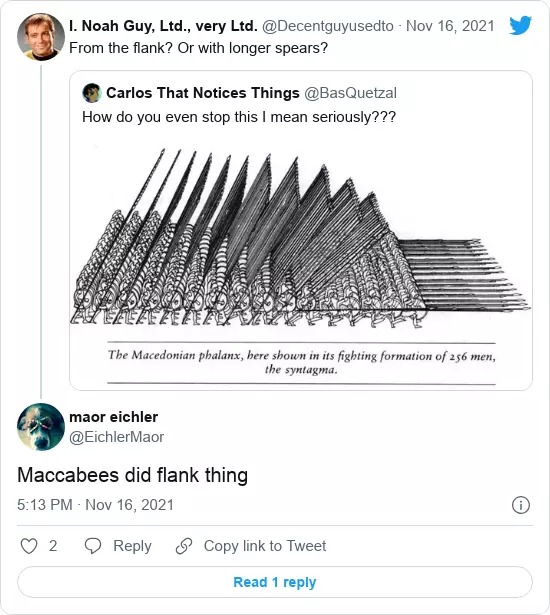 I. Noah Guy, Ltd., very Ltd. @Decentguyusedto · Nov 16, 2021
From the flank? Or with longer spears?
Carlos That Notices Things @BasQuetzal
How do you even stop this I mean seriously???
The Macedonian phalanx, here shown in its fighting formation of 256 men,
the syntagma.
maor eichler
@EichlerMaor
Maccabees did flank thing
5:13 PM · Nov 16, 2021
2 Reply Copy link to Tweet
Read 1 reply